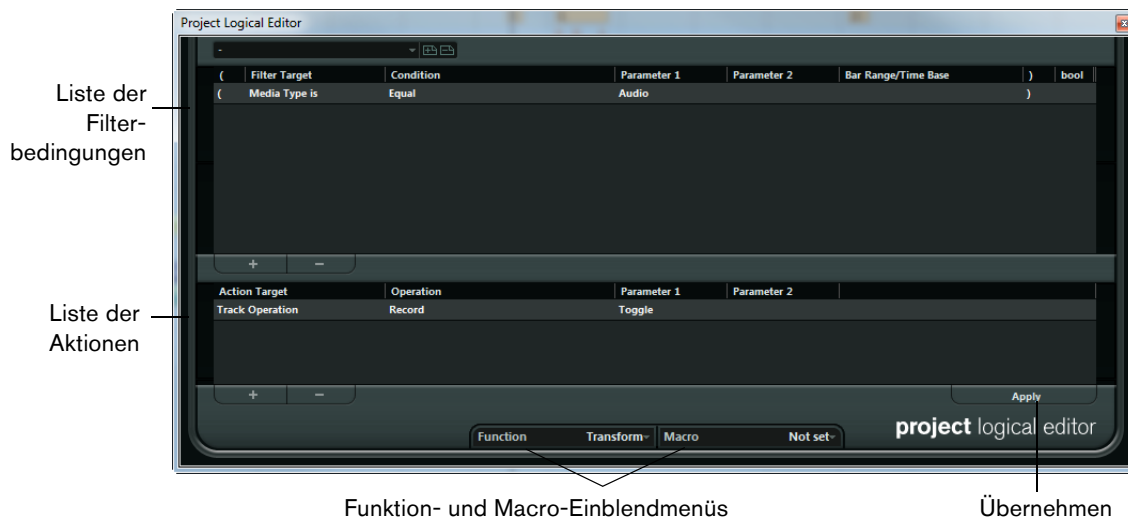 Project Logical Editor
-
( Filter Target Condition Parameter 1 Parameter 2 Bar Range/Time Base ) bool
( Media Type is Equal Audio )
Liste der
Filter-
bedingungen
+ −
Action Target Operation Parameter 1 Parameter 2
Track Operation Record Toggle
Liste der
Aktionen
+ − Apply
Function Transform Macro Not set
project logical editor
Funktion- und Macro-Einblendmenüs Übernehmen